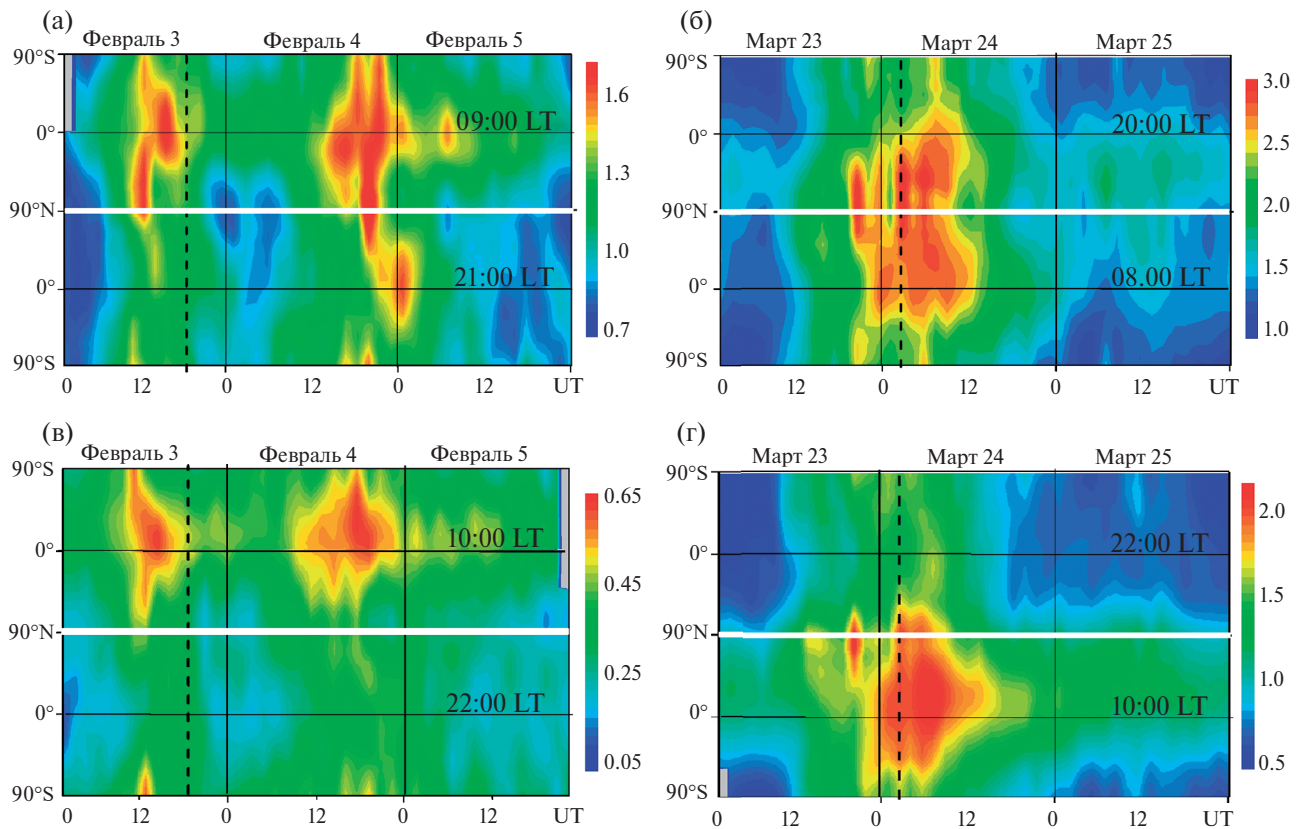 (а)
Февраль 3 Февраль 4 Февраль 5
90°S
0°
90°N
0°
90°S
09:00 LT
21:00 LT
0 12 0 12 0 12 UT
1.6
1.3
1.0
0.7
(б)
Март 23 Март 24 Март 25
90°S
0°
90°N
0°
90°S
20:00 LT
08.00 LT
0 12 0 12 0 12 UT
3.0
2.5
2.0
1.5
1.0
(в)
Февраль 3 Февраль 4 Февраль 5
90°S
0°
90°N
0°
90°S
10:00 LT
22:00 LT
0 12 0 12 0 12 UT
0.65
0.45
0.25
0.05
(г)
Март 23 Март 24 Март 25
90°S
0°
90°N
0°
90°S
22:00 LT
10:00 LT
0 12 0 12 0 12 UT
2.0
1.5
1.0
0.5